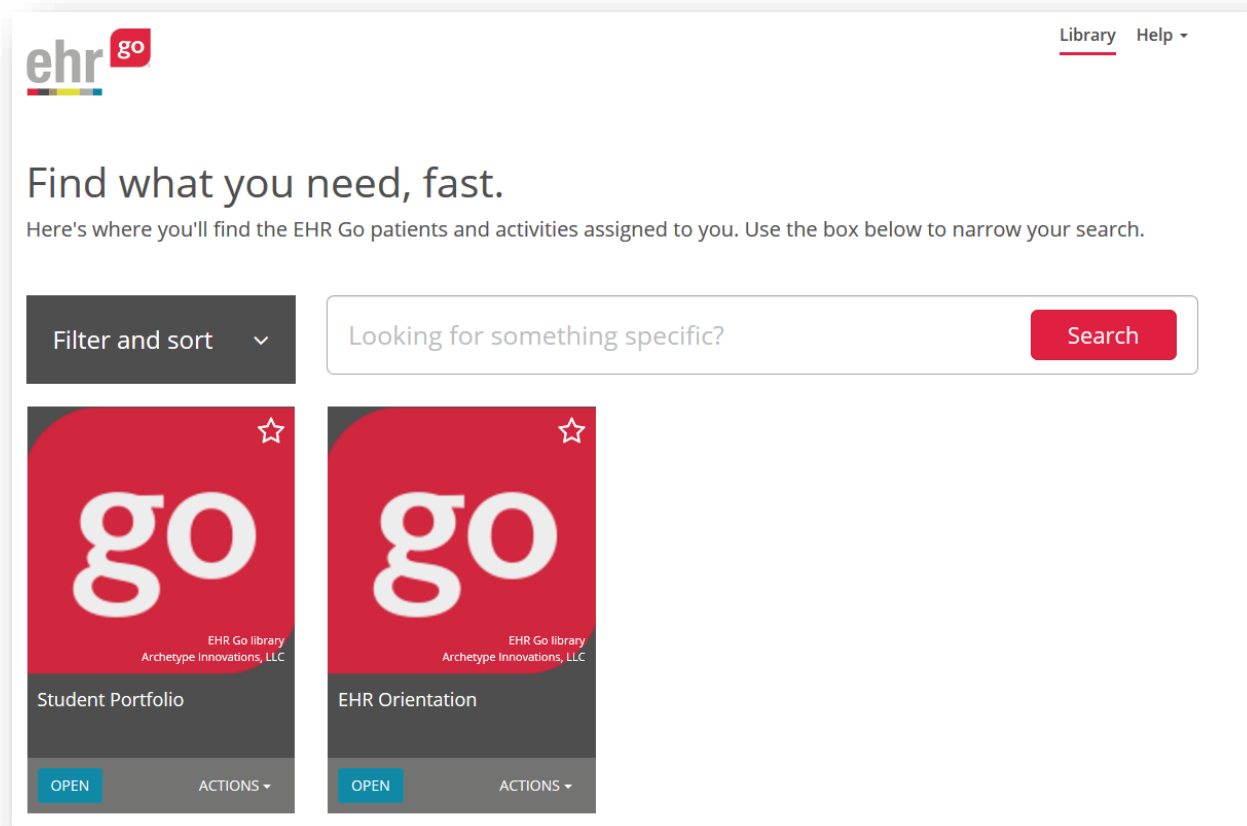 ehr go
Library Help
Find what you need, fast.
Here's where you'll find the EHR Go patients and activities assigned to you. Use the box below to narrow your search.
Filter and sort
Looking for something specific?
Search
go
EHR Go library
Archetype Innovations, LLC
Student Portfolio
OPEN ACTIONS
go
EHR Go library
Archetype Innovations, LLC
EHR Orientation
OPEN ACTIONS